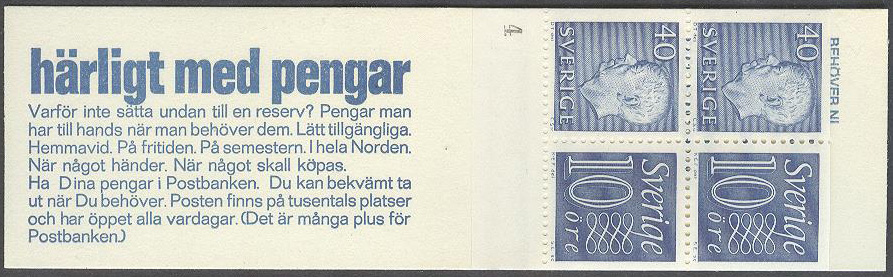 härligt med pengar
Varför inte sätta undan till en reserv? Pengar man
har till hands när man behöver dem. Lätt tillgängliga.
Hemmavid. På fritiden. På semestern. I hela Norden.
När något händer. När något skall köpas.
Ha Dina pengar i Postbanken. Du kan bekvämt ta
ut när Du behöver. Posten finns på tusentals platser
och har öppet alla vardagar. (Det är många plus för
Postbanken.)
4
40
SVERIGE
40
SVERIGE
BEHÖVER NI
Sverige
10
öre
Sverige
10
öre